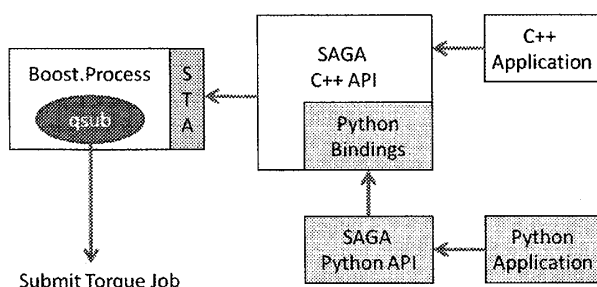 Boost.Process
qsub
S
T
A
SAGA
C++ API
Python
Bindings
C++
Application
SAGA
Python API
Python
Application
Submit Torque Job